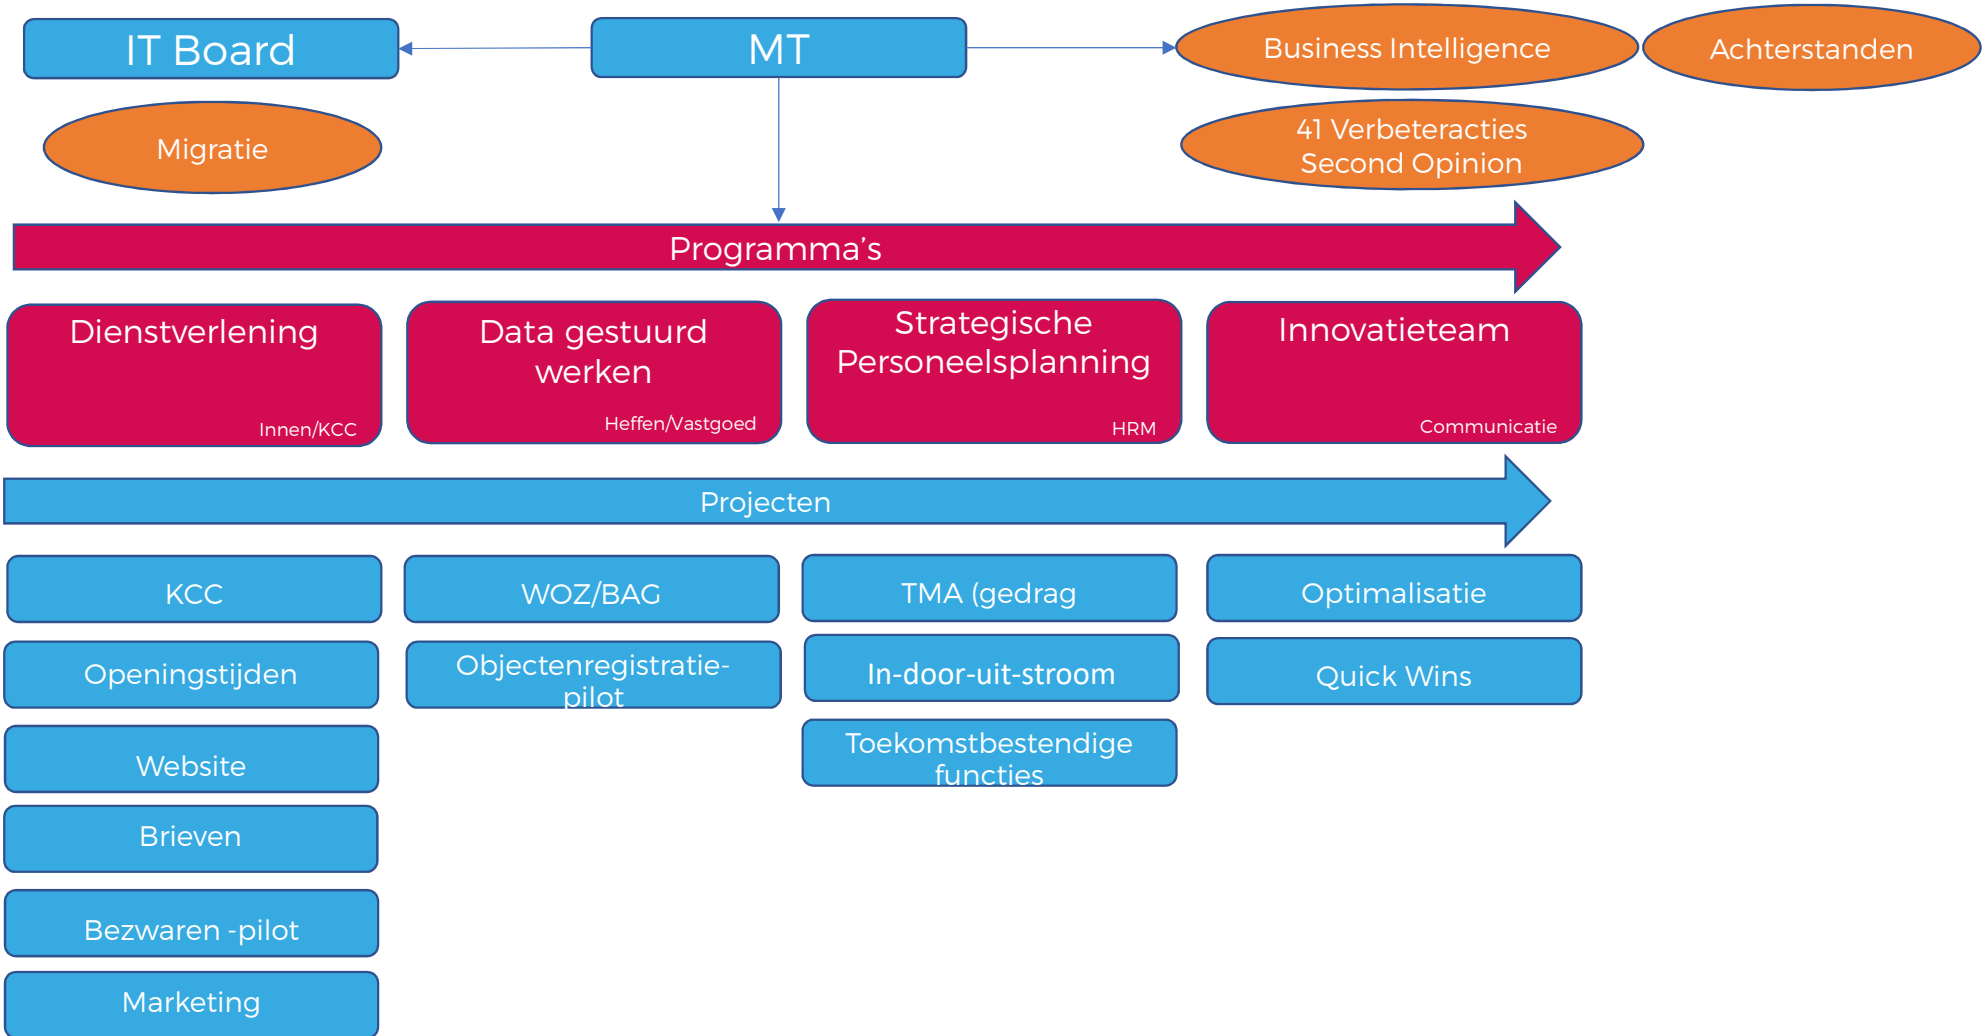 IT Board
MT
Business Intelligence
Achterstanden
Migratie
41 Verbeteracties
Second Opinion
Programma's
Dienstverlening
Innen/KCC
Data gestuurd
werken
Heffen/Vastgoed
Strategische
Personeelsplanning
HRM
Innovatieteam
Communicatie
Projecten
KCC
Openingstijden
Website
Brieven
Bezwaren -pilot
Marketing
WOZ/BAG
Objectenregistratie-
pilot
TMA (gedrag
In-door-uit-stroom
Toekomstbestendige
functies
Optimalisatie
Quick Wins